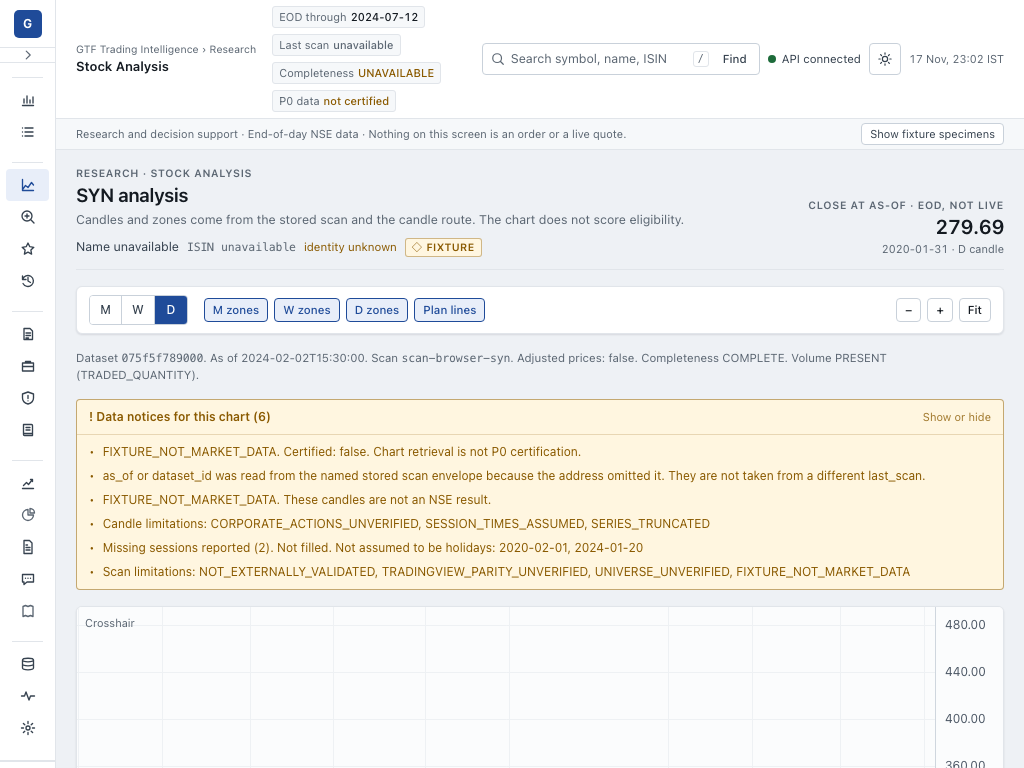 G
GTF Trading Intelligence › Research
Stock Analysis
EOD through 2024-07-12
Last scan unavailable
Completeness UNAVAILABLE
P0 data not certified
Search symbol, name, ISIN / Find
API connected
17 Nov, 23:02 IST
Research and decision support · End-of-day NSE data · Nothing on this screen is an order or a live quote.
Show fixture specimens
RESEARCH · STOCK ANALYSIS
SYN analysis
Candles and zones come from the stored scan and the candle route. The chart does not score eligibility.
Name unavailable ISIN unavailable identity unknown ◇ FIXTURE
CLOSE AT AS-OF · EOD, NOT LIVE
279.69
2020-01-31 · D candle
M W D M zones W zones D zones Plan lines − + Fit
Dataset 075f5f789000. As of 2024-02-02T15:30:00. Scan scan-browser-syn. Adjusted prices: false. Completeness COMPLETE. Volume PRESENT
(TRADED_QUANTITY).
! Data notices for this chart (6)
Show or hide
• FIXTURE_NOT_MARKET_DATA. Certified: false. Chart retrieval is not P0 certification.
• as_of or dataset_id was read from the named stored scan envelope because the address omitted it. They are not taken from a different last_scan.
• FIXTURE_NOT_MARKET_DATA. These candles are not an NSE result.
• Candle limitations: CORPORATE_ACTIONS_UNVERIFIED, SESSION_TIMES_ASSUMED, SERIES_TRUNCATED
• Missing sessions reported (2). Not filled. Not assumed to be holidays: 2020-02-01, 2024-01-20
• Scan limitations: NOT_EXTERNALLY_VALIDATED, TRADINGVIEW_PARITY_UNVERIFIED, UNIVERSE_UNVERIFIED, FIXTURE_NOT_MARKET_DATA
Crosshair
480.00
440.00
400.00
360.00